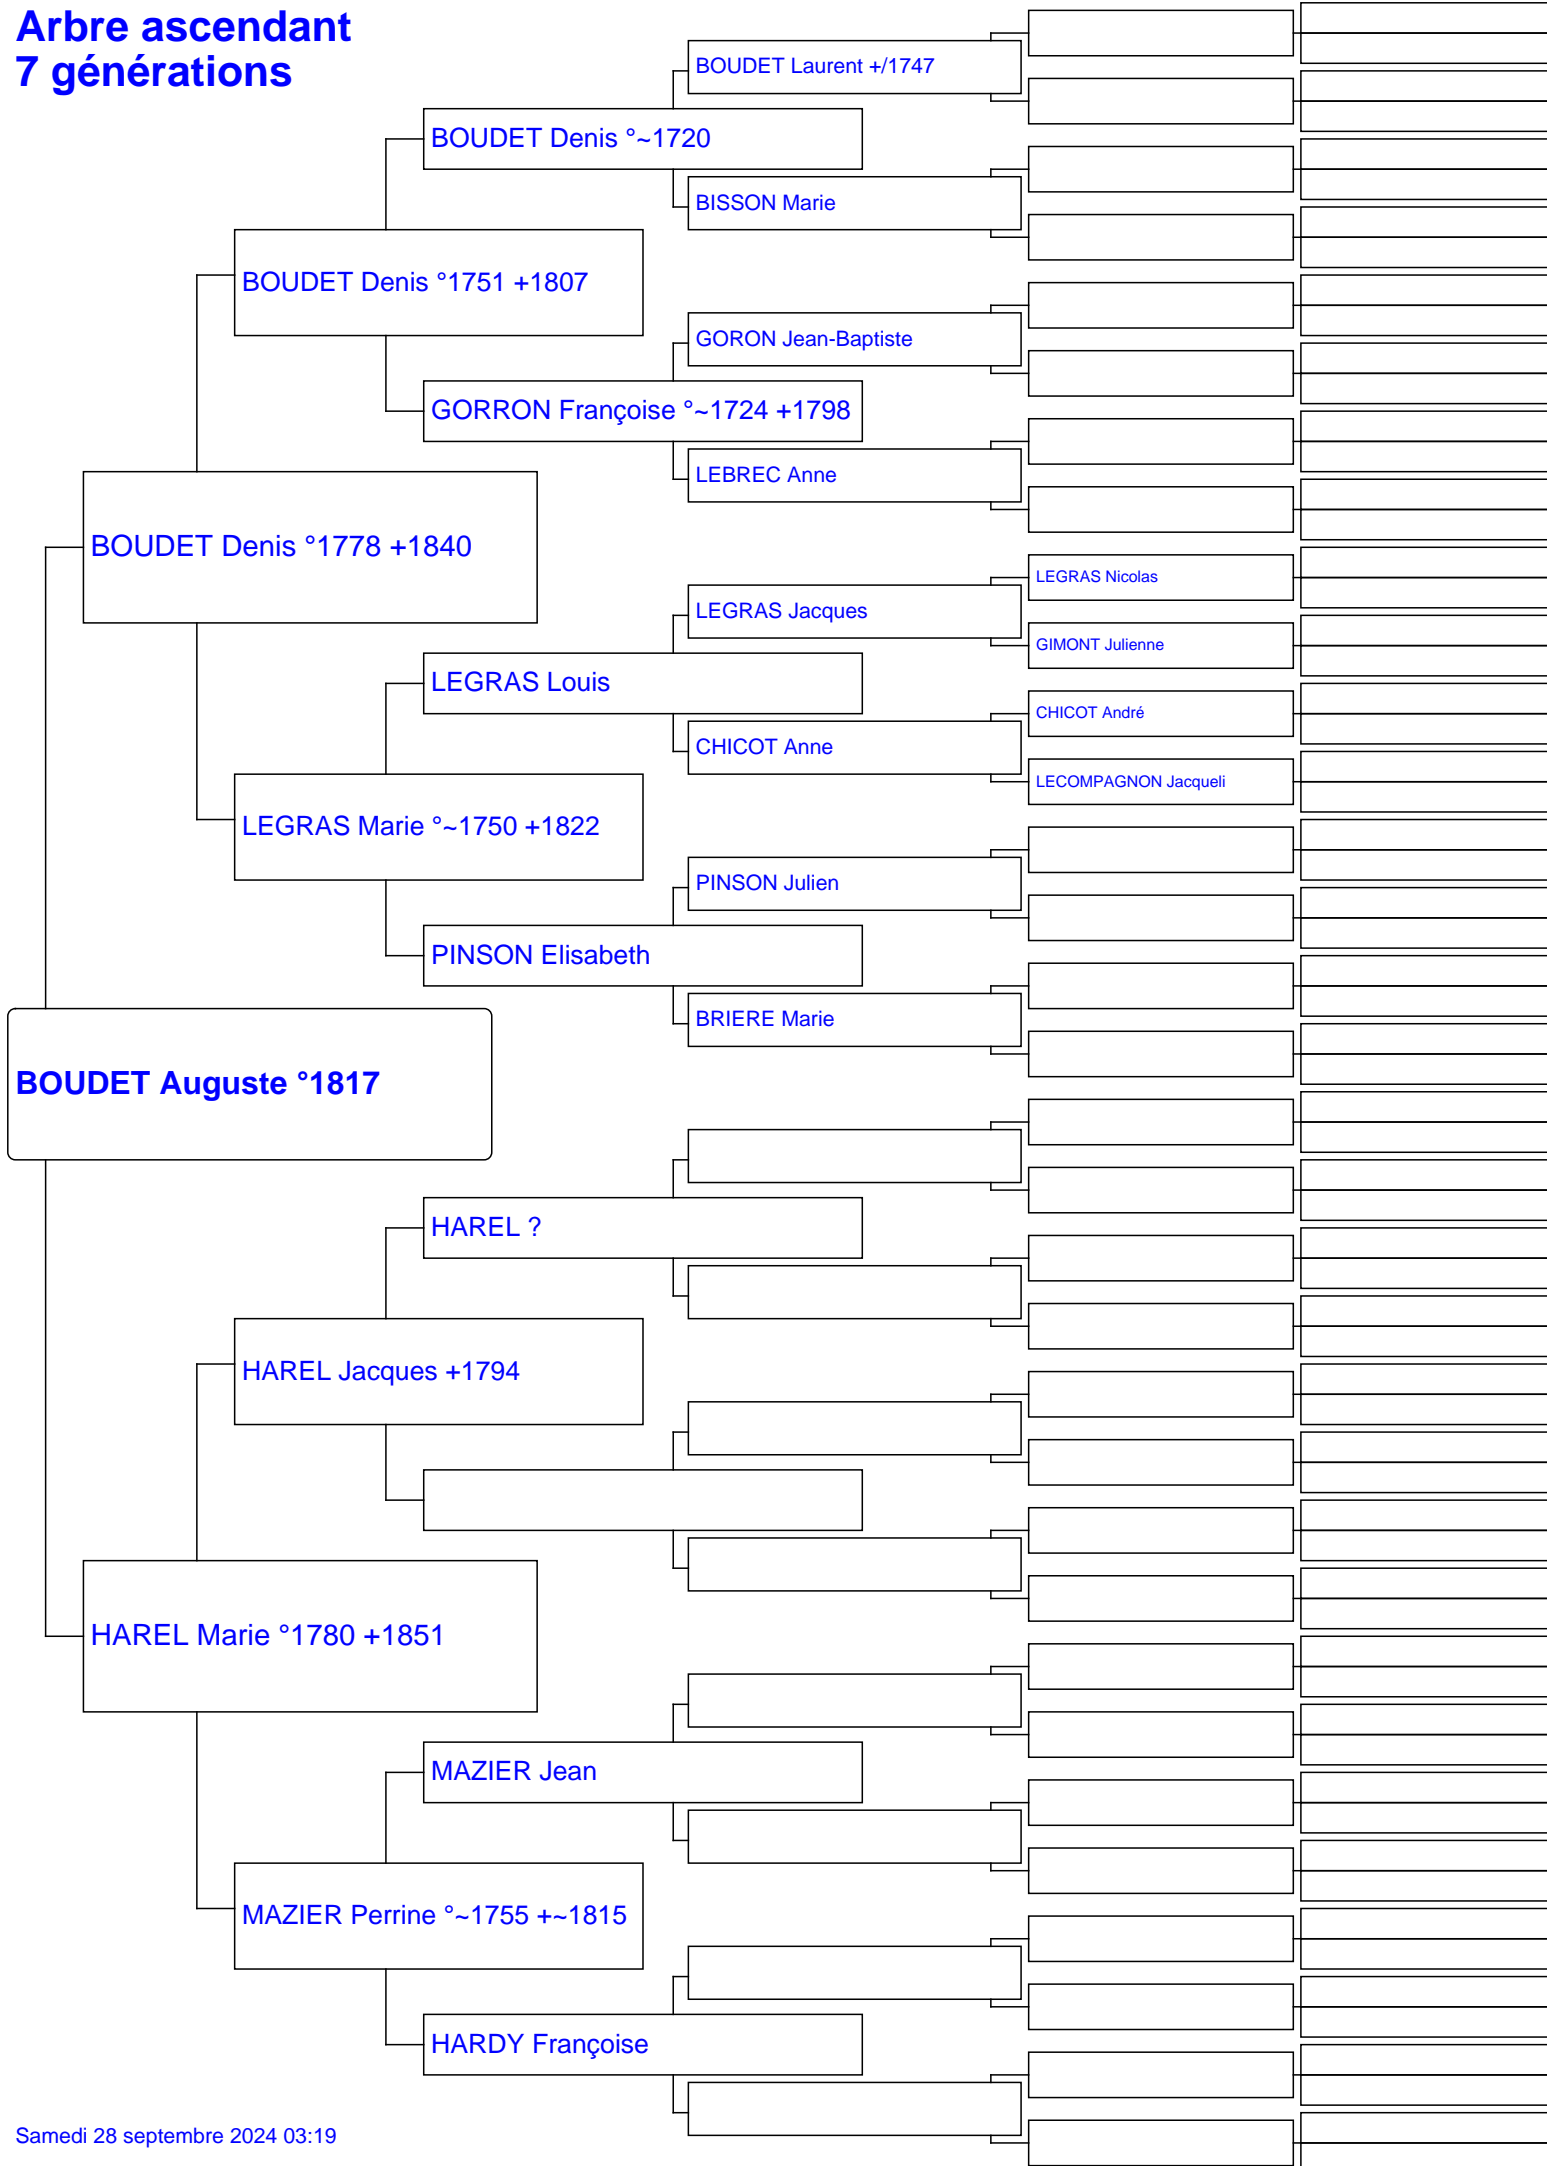 Arbre ascendant
7 générations
BOUDET Laurent +/1747
BOUDET Denis °~1720
BISSON Marie
BOUDET Denis °1751 +1807
GORON Jean-Baptiste
GORRON Françoise °~1724 +1798
LEBREC Anne
BOUDET Denis °1778 +1840
LEGRAS Nicolas
LEGRAS Jacques
GIMONT Julienne
LEGRAS Louis
CHICOT André
CHICOT Anne
LECOMPAGNON Jacqueli
LEGRAS Marie °~1750 +1822
PINSON Julien
PINSON Elisabeth
BRIERE Marie
BOUDET Auguste °1817
HAREL ?
HAREL Jacques +1794
HAREL Marie °1780 +1851
MAZIER Jean
MAZIER Perrine °~1755 +~1815
HARDY Françoise
Samedi 28 septembre 2024 03:19